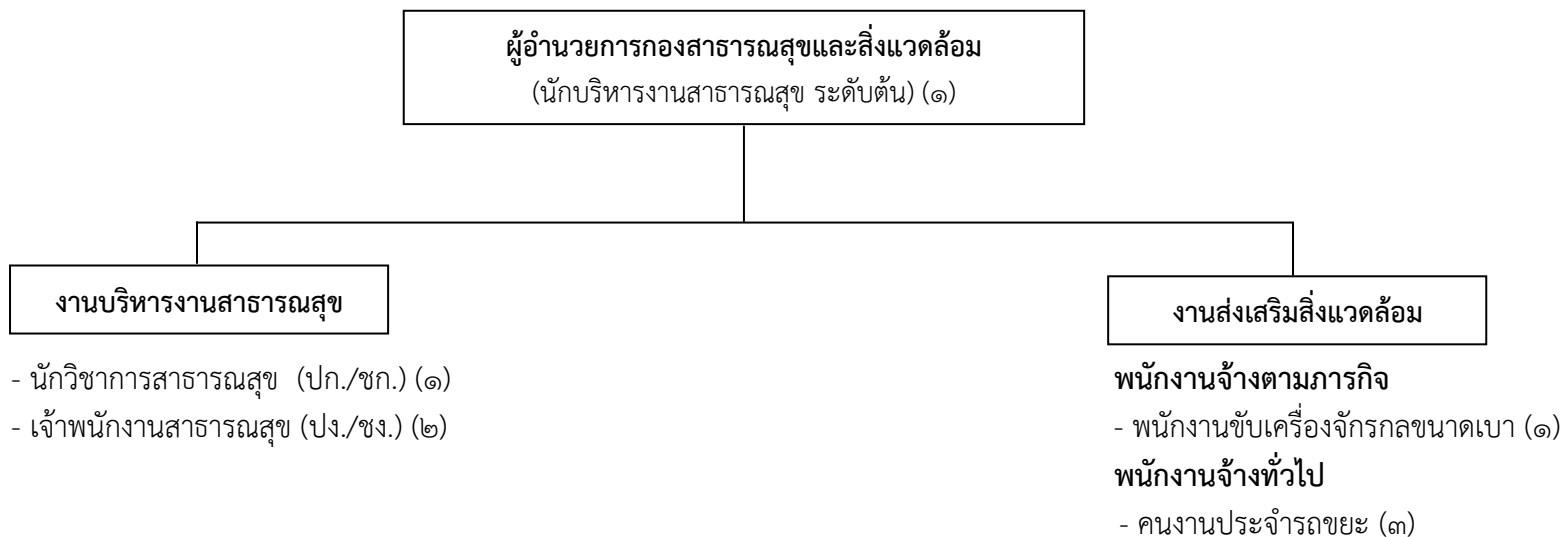 ผู้อำนวยการกองสาธารณสุขและสิ่งแวดล้อม
(นักบริหารงานสาธารณสุข ระดับต้น) (๑)
งานบริหารงานสาธารณสุข
- นักวิชาการสาธารณสุข (ปก./ชก.) (๑)
- เจ้าพนักงานสาธารณสุข (ปง./ชง.) (๒)
งานส่งเสริมสิ่งแวดล้อม
พนักงานจ้างตามภารกิจ
- พนักงานขับเครื่องจักรกลขนาดเบา (๑)
พนักงานจ้างทั่วไป
- คนงานประจำรถขยะ (๓)